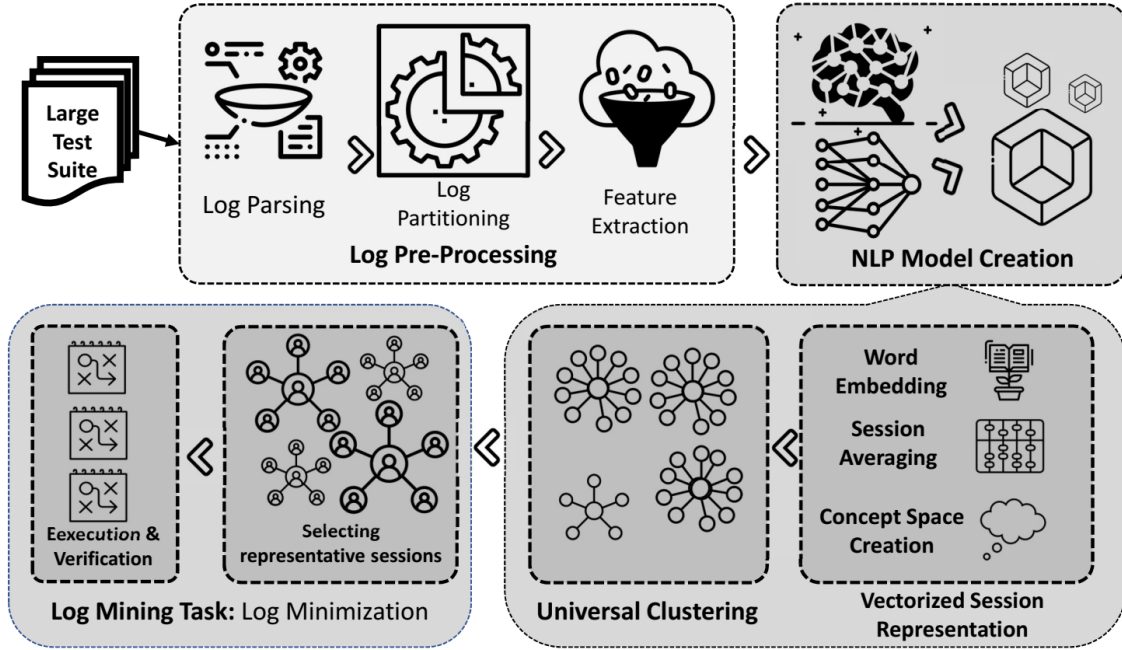 Large
Test
Suite
Log Parsing
Log
Partitioning
Feature
Extraction
Log Pre-Processing
NLP Model Creation
Word
Embedding
Session
Averaging
Concept Space
Creation
Vectorized Session
Representation
Universal Clustering
Selecting
representative sessions
Eexecution &
Verification
Log Mining Task: Log Minimization